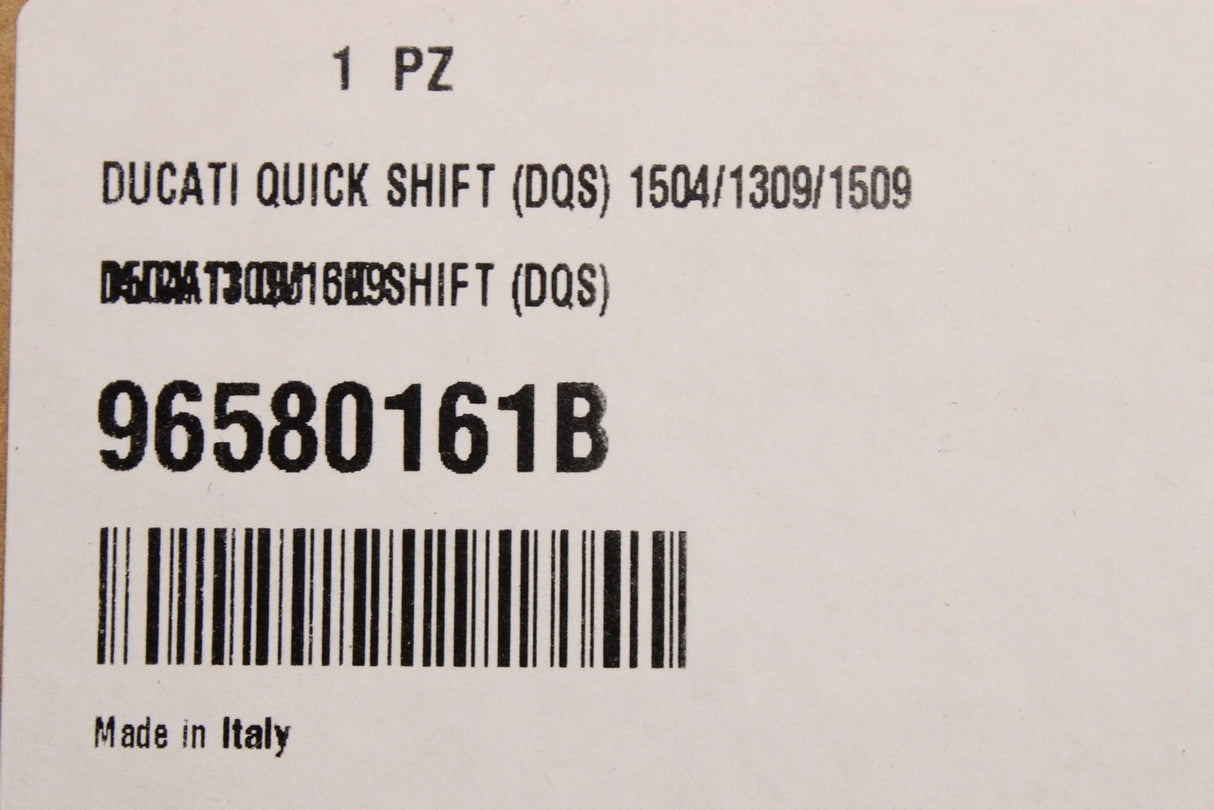 1 PZ
DUCATI QUICK SHIFT (DQS) 1504/1309/1509
SHIFT (DQS)
96580161B
Made in Italy